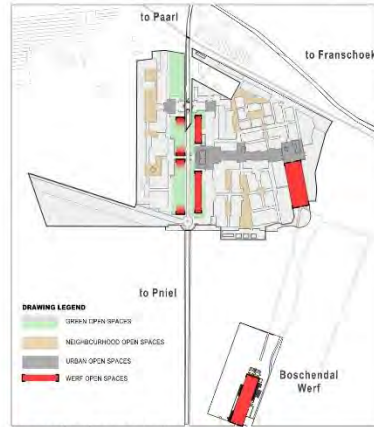 to Paarl
to Franschoek
to Pniel
DRAWING LEGEND
GREEN OPEN SPACES
NEIGHBOURHOOD OPEN SPACES
URBAN OPEN SPACES
WERF OPEN SPACES
Boschendal
Werf